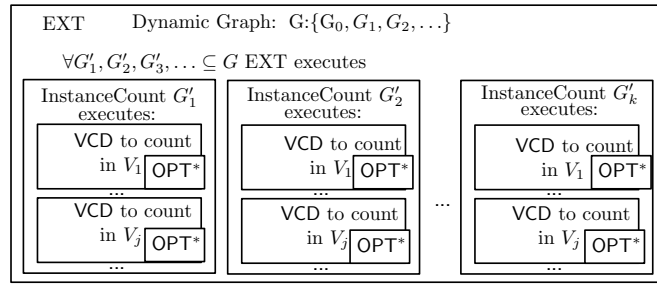 EXT Dynamic Graph: G:{G₀, G₁, G₂, …}
∀G′₁, G′₂, G′₃, … ⊆ G EXT executes
InstanceCount G′₁
executes:
VCD to count
in V₁ OPT*
...
VCD to count
in Vⱼ OPT*
...
InstanceCount G′₂
executes:
VCD to count
in V₁ OPT*
...
VCD to count
in Vⱼ OPT*
...
...
InstanceCount G′ₖ
executes:
VCD to count
in V₁ OPT*
...
VCD to count
in Vⱼ OPT*
...